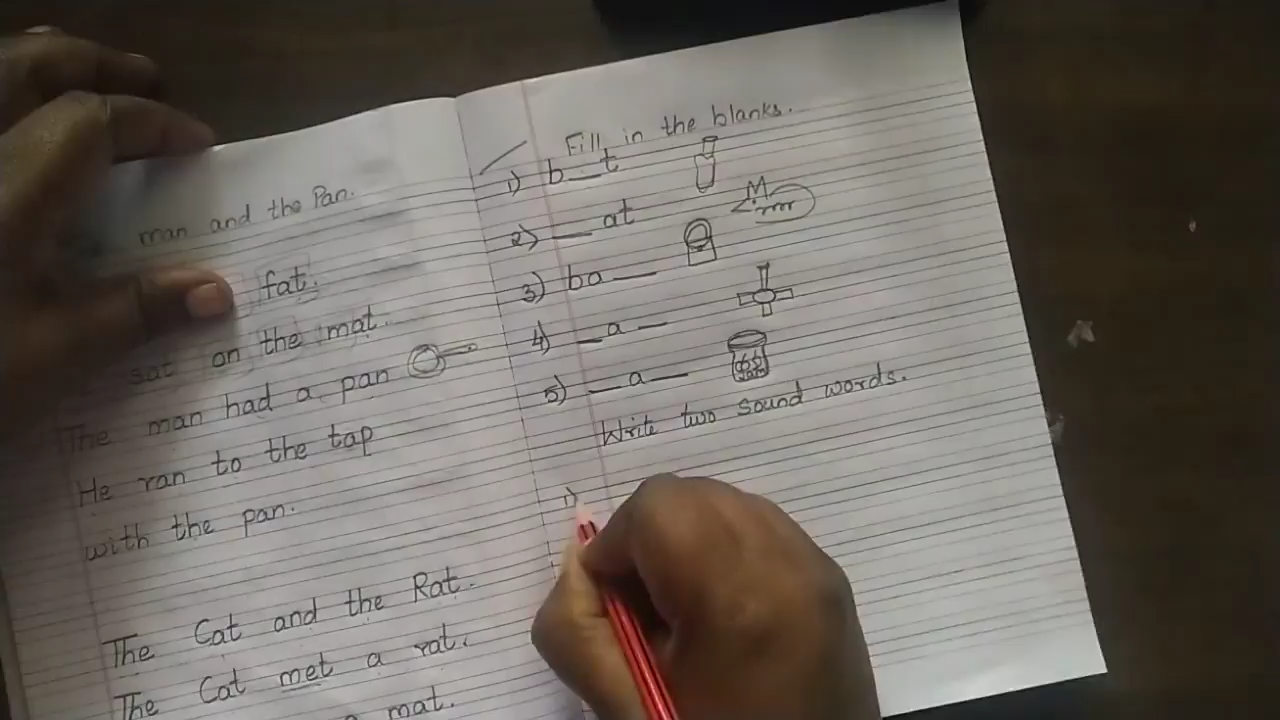 man and the Pan.
fat.
sat on the mat.
The man had a pan
He ran to the tap
with the pan.
The Cat and the Rat.
The Cat met a rat.
mat.
Fill in the blanks.
1) b__t
2) __at
3) ba__
4) __a__
5) __a__
Jam
Write two sound words.
1)